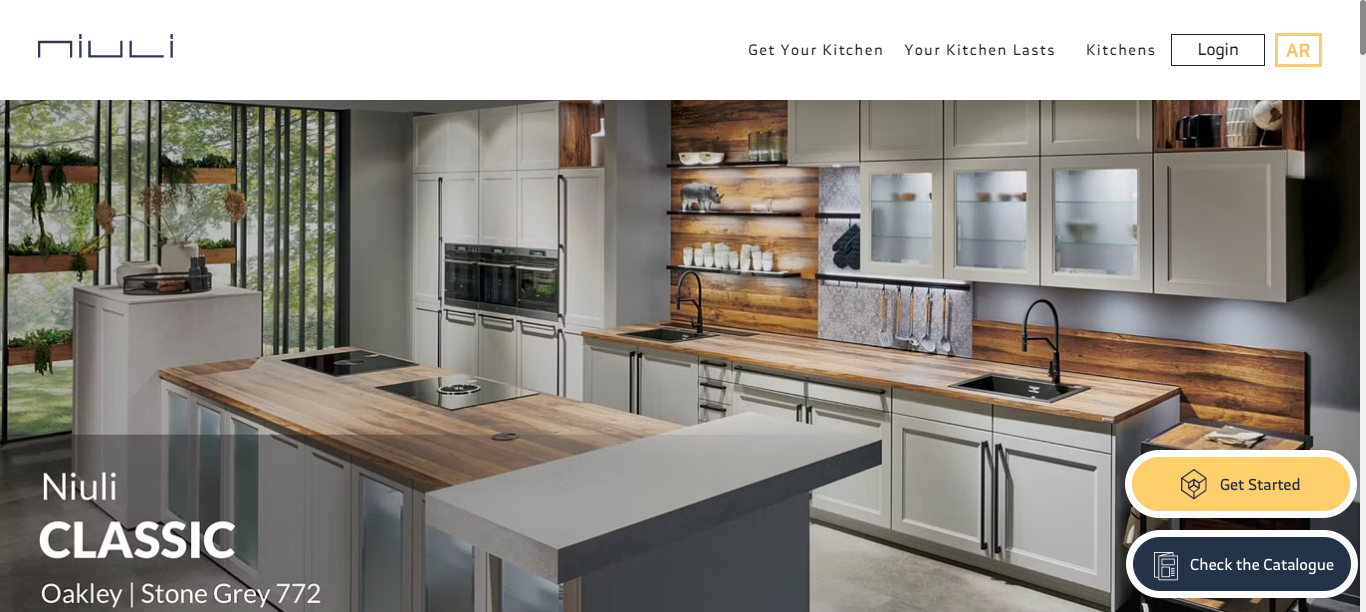 niuli
Get Your Kitchen
Your Kitchen Lasts
Kitchens
Login
AR
Niuli
CLASSIC
Oakley | Stone Grey 772
Get Started
Check the Catalogue